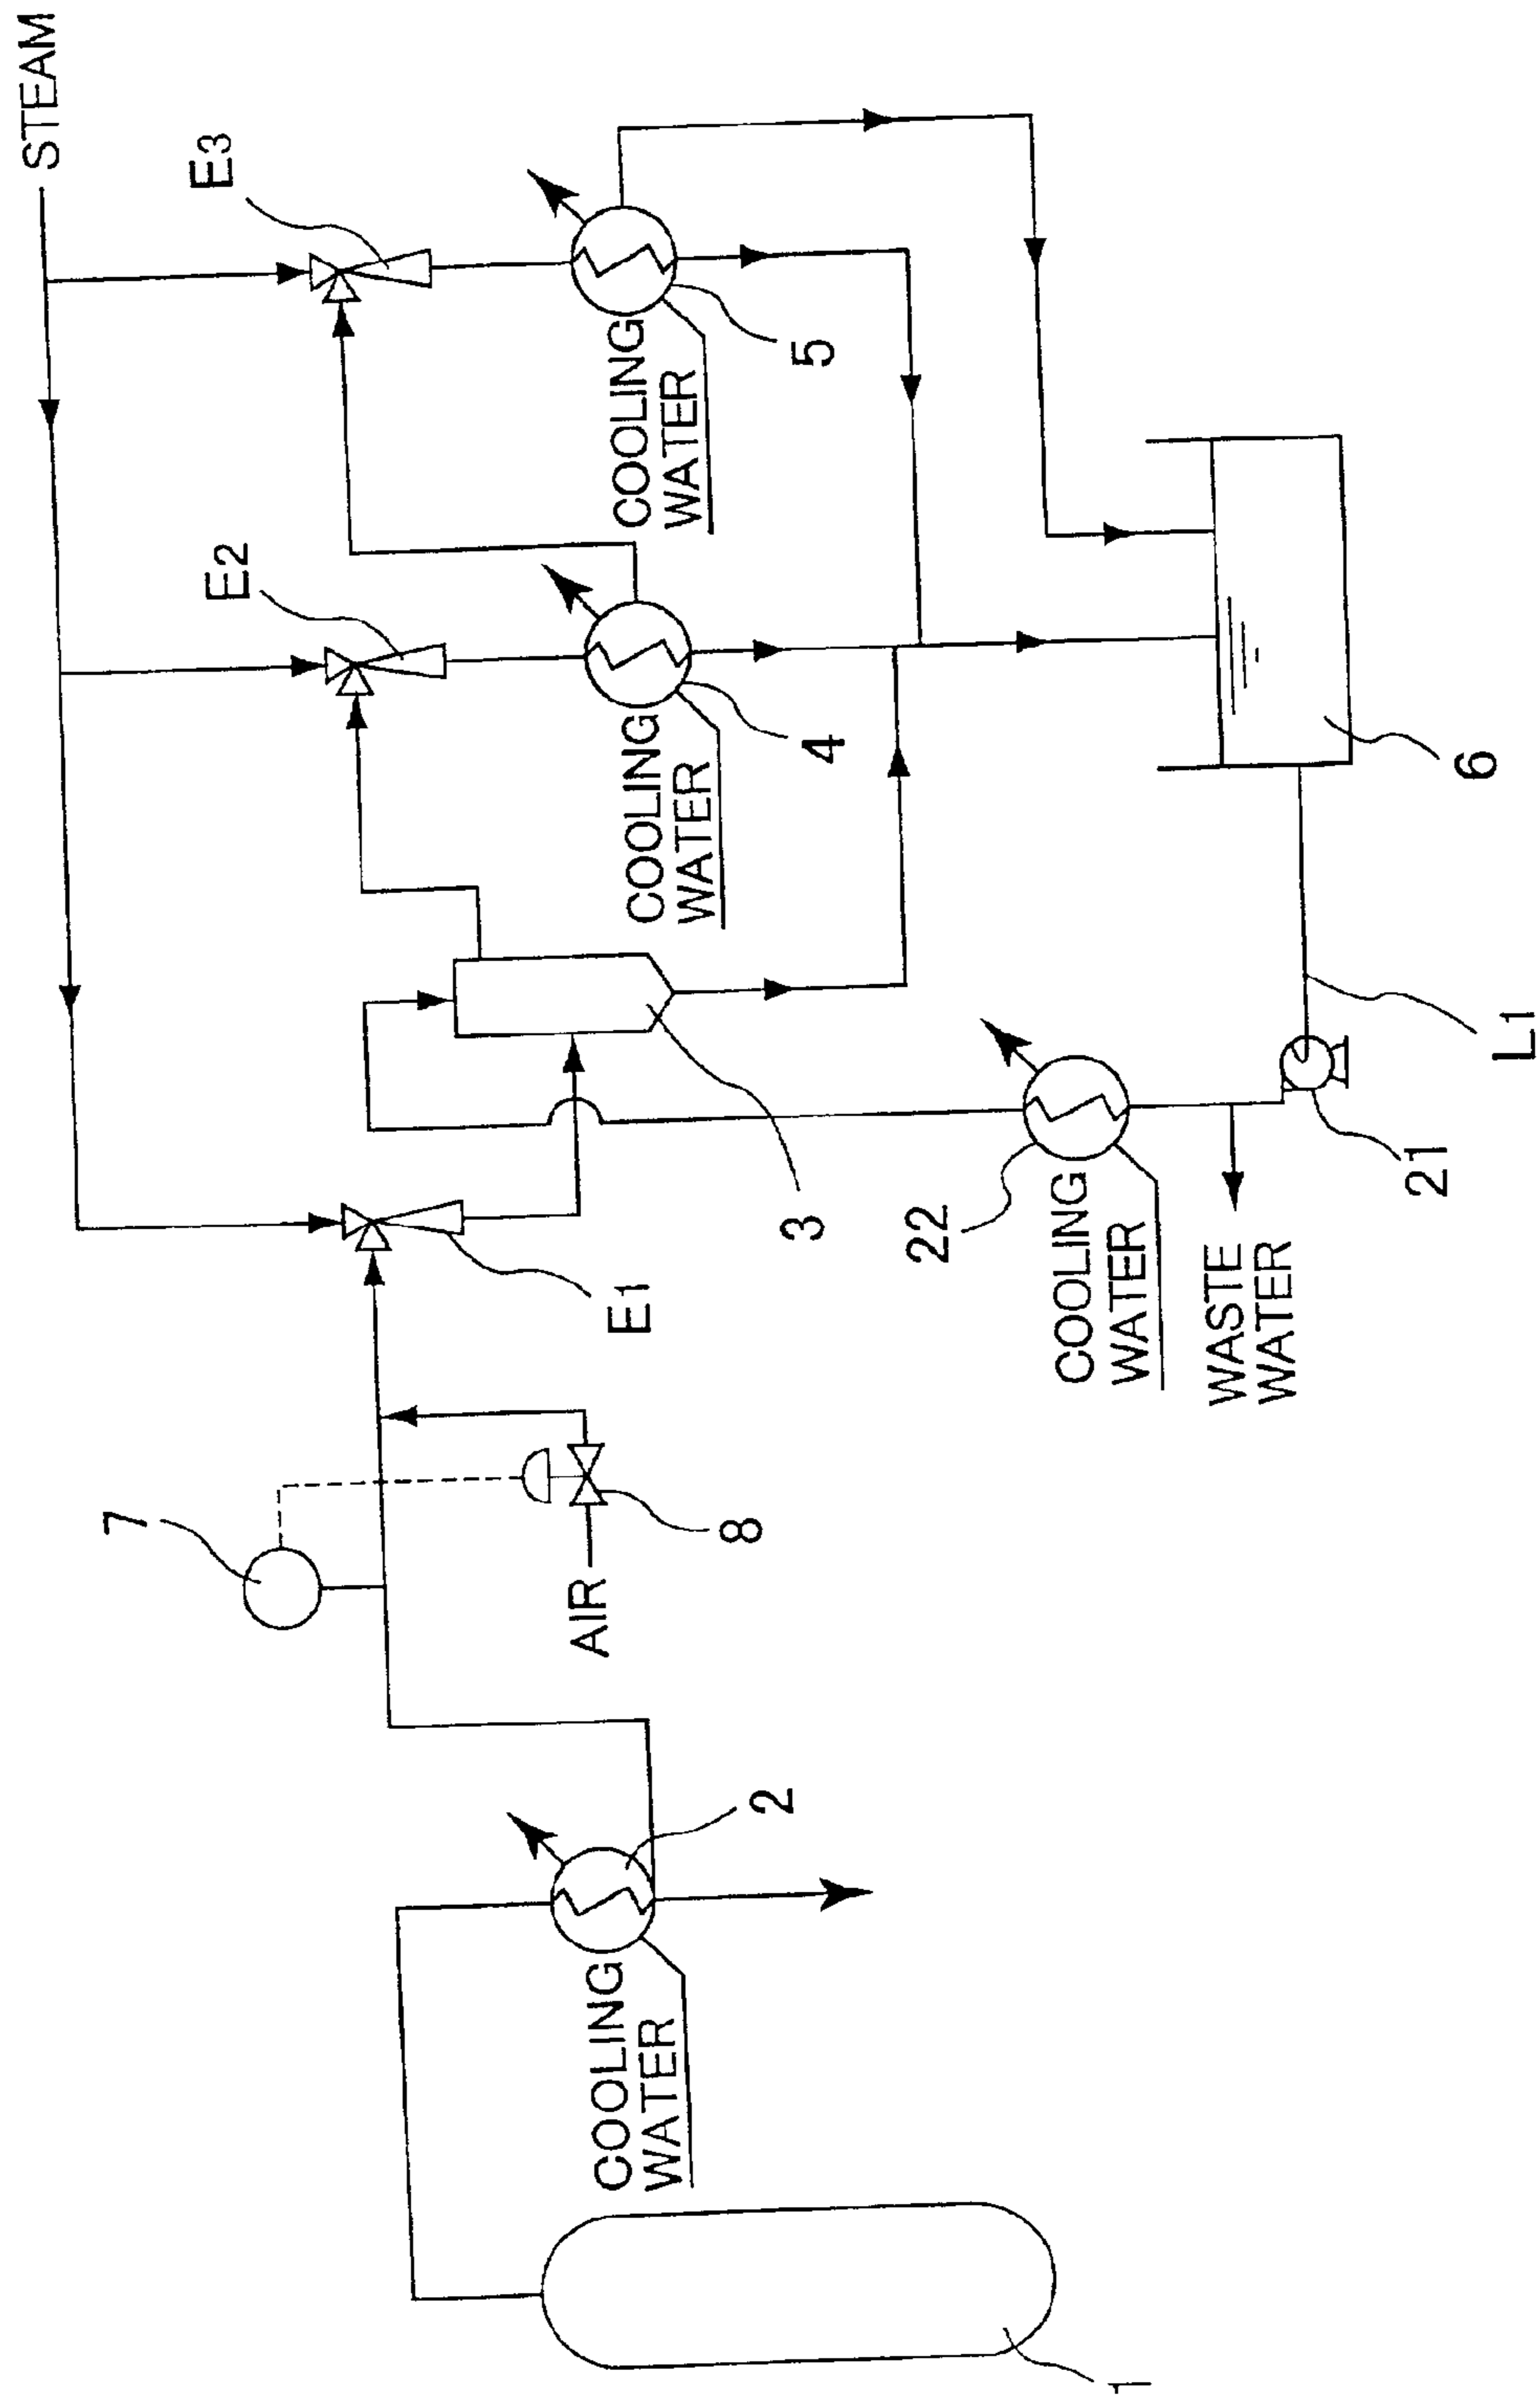 STEAM
E3
E2
E1
7
8
AIR
COOLING
WATER
5
COOLING
WATER
4
3
COOLING
WATER
2
22
COOLING
WATER
WASTE
WATER
21
L1
6
1